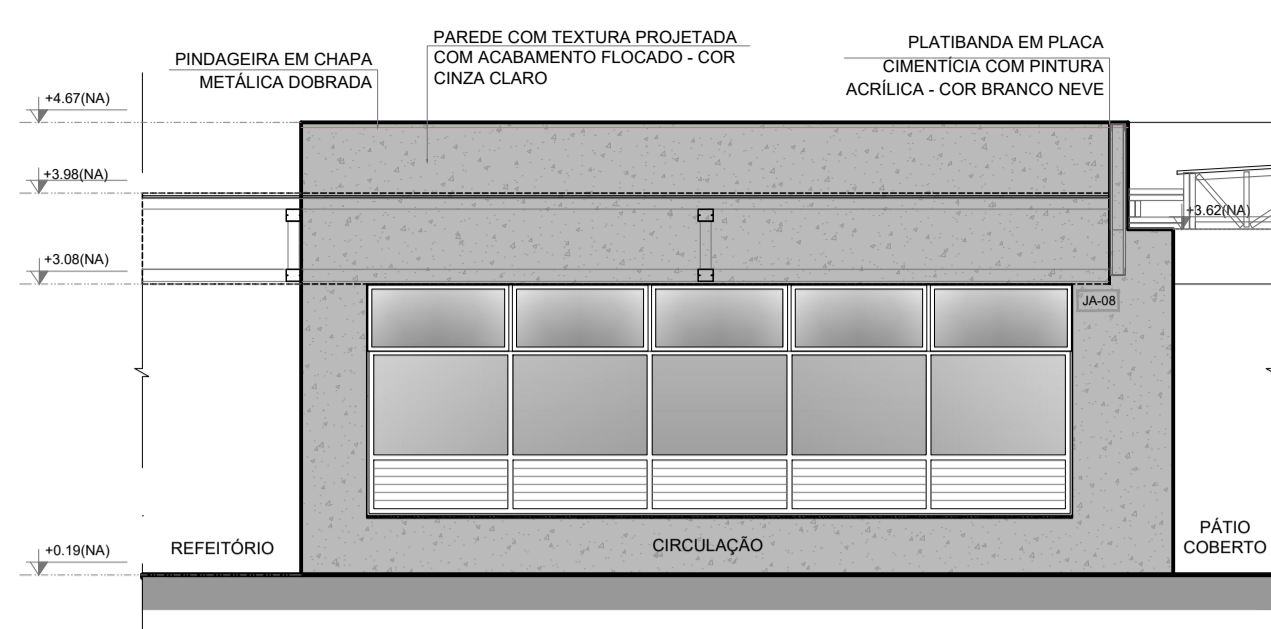 PINDAGEIRA EM CHAPA
METÁLICA DOBRADA
PAREDE COM TEXTURA PROJETADA
COM ACABAMENTO FLOCADO - COR
CINZA CLARO
PLATIBANDA EM PLACA
CIMENTÍCIA COM PINTURA
ACRÍLICA - COR BRANCO NEVE
+4.67(NA)
+3.98(NA)
+3.62(NA)
+3.08(NA)
JA-08
+0.19(NA)
REFEITÓRIO
CIRCULAÇÃO
PÁTIO
COBERTO